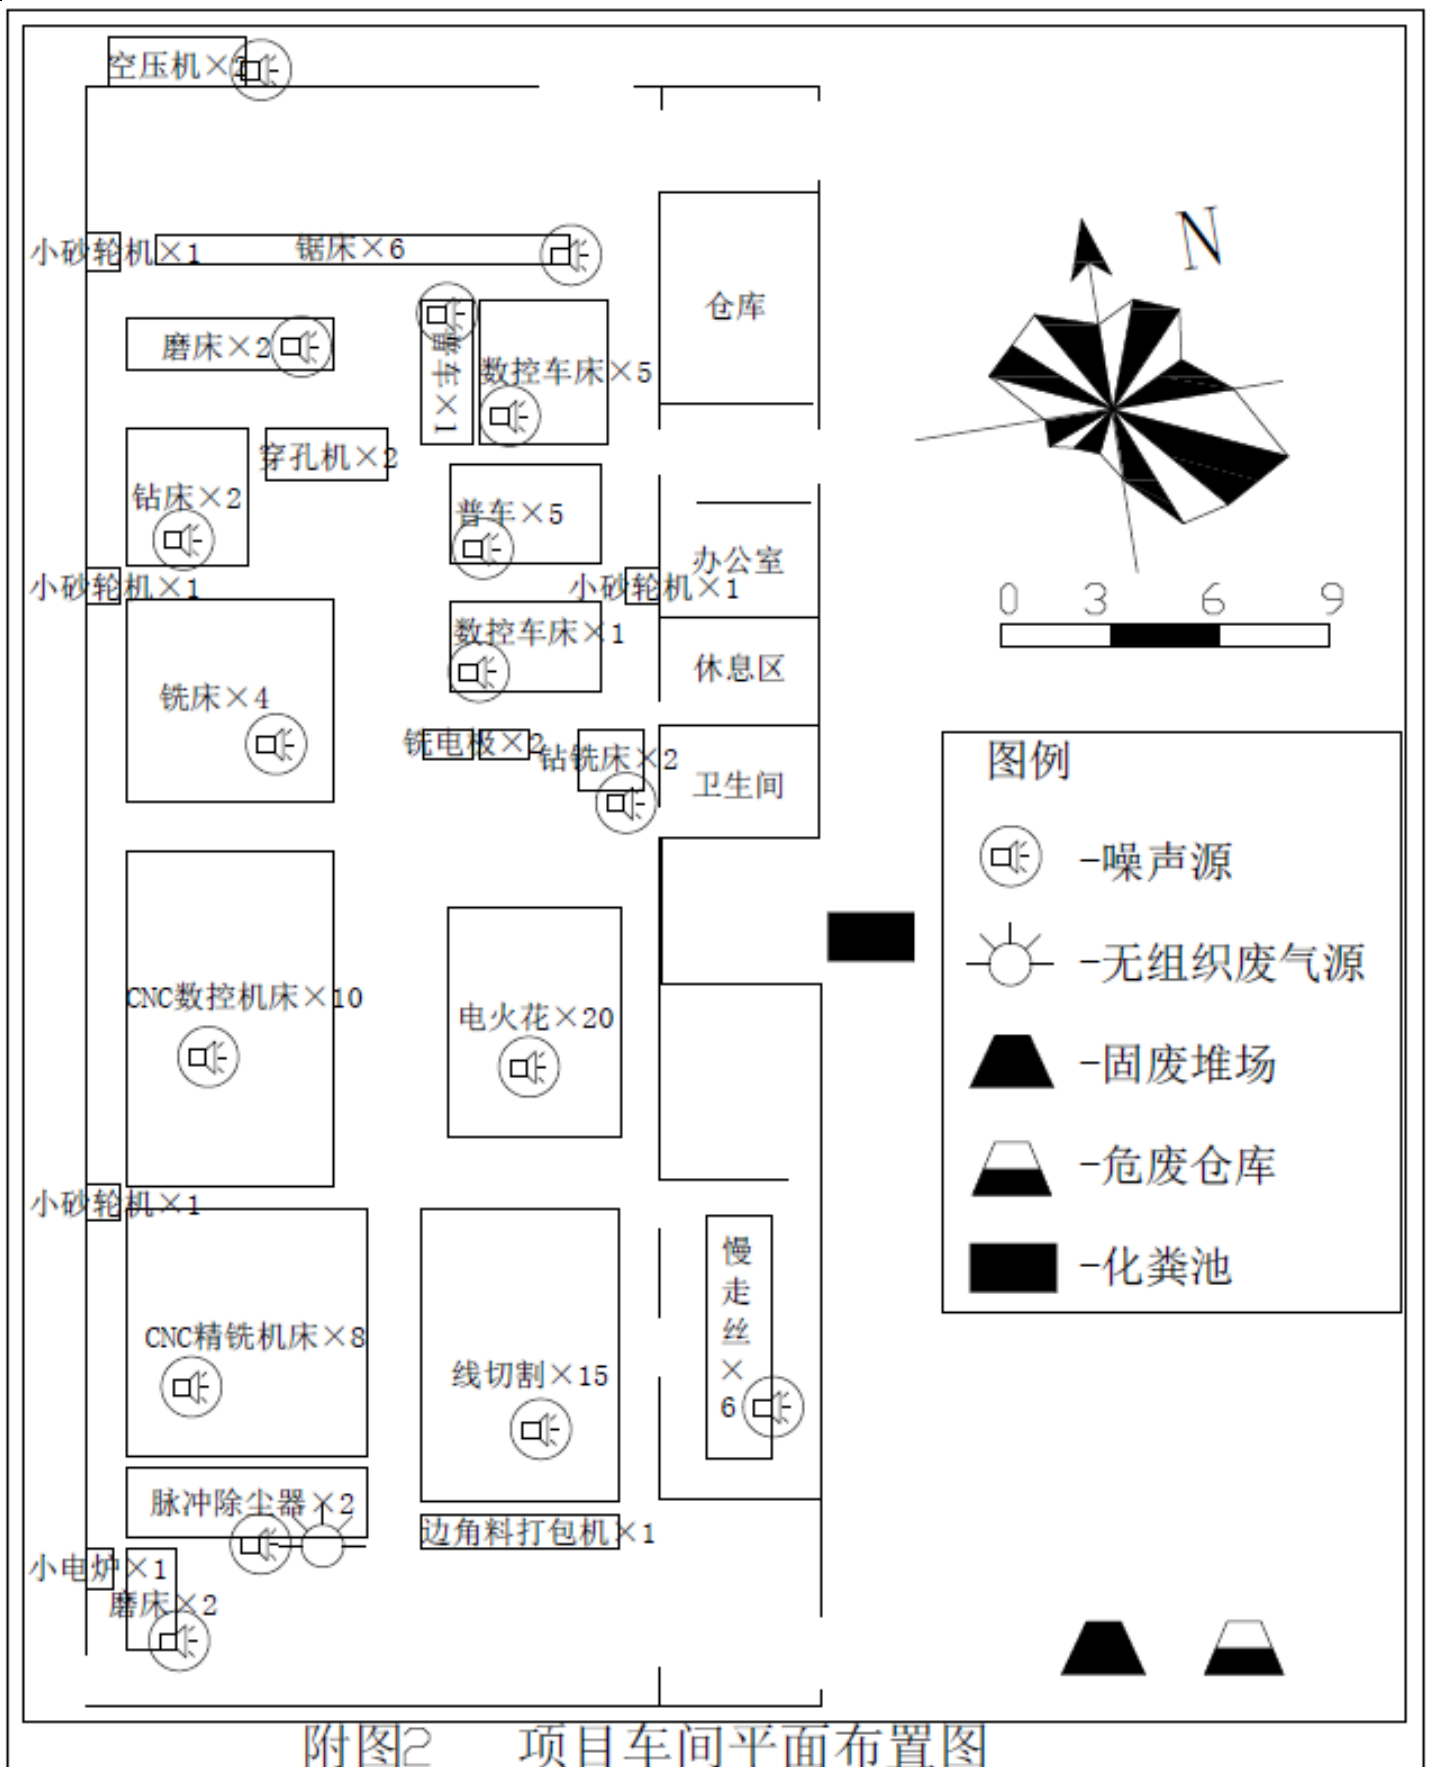 空压机×2
小砂轮机×1
锯床×6
N
仓库
磨床×2
普车×1
数控车床×5
穿孔机×2
钻床×2
普车×5
办公室
小砂轮机×1
小砂轮机×1
0 3 6 9
数控车床×1
休息区
铣床×4
铣电极×2
钻铣床×2
卫生间
图例
-噪声源
-无组织废气源
-固废堆场
-危废仓库
-化粪池
CNC数控机床×10
电火花×20
小砂轮机×1
慢走丝×6
CNC精铣机床×8
线切割×15
脉冲除尘器×2
边角料打包机×1
小电炉×1
磨床×2
附图2 项目车间平面布置图